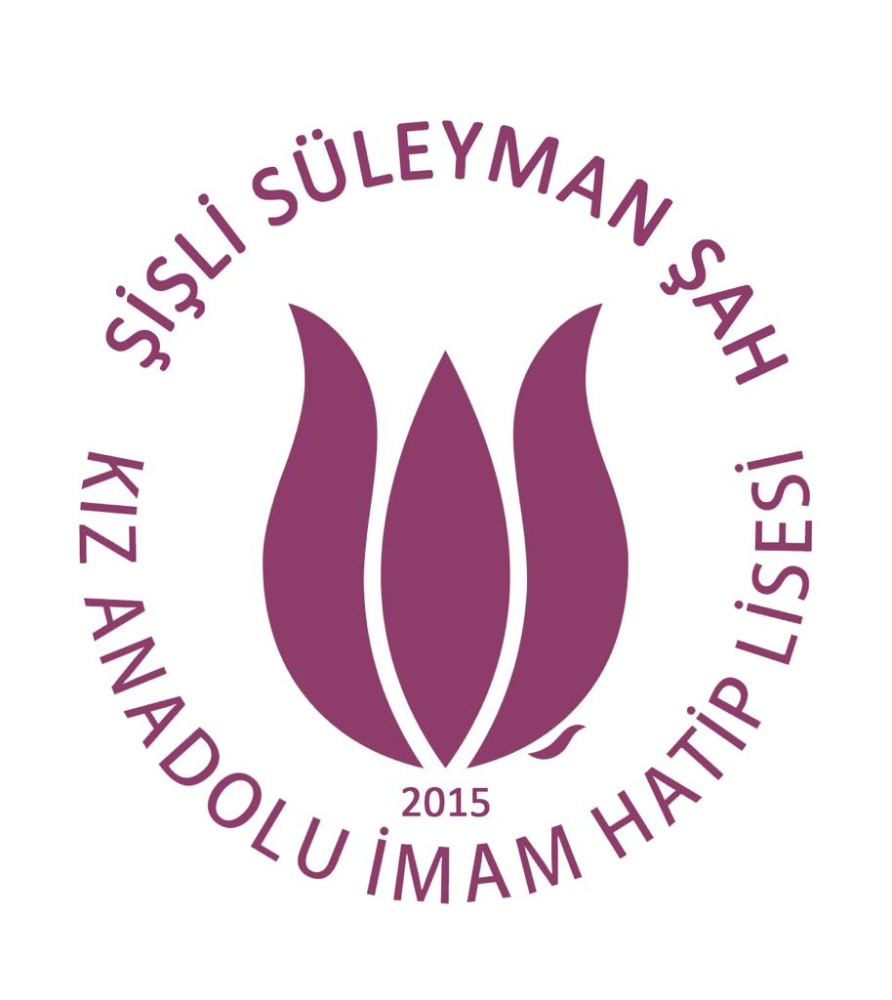 ŞİŞLİ SÜLEYMAN ŞAH
KIZ ANADOLU İMAM HATİP LİSESİ
2015